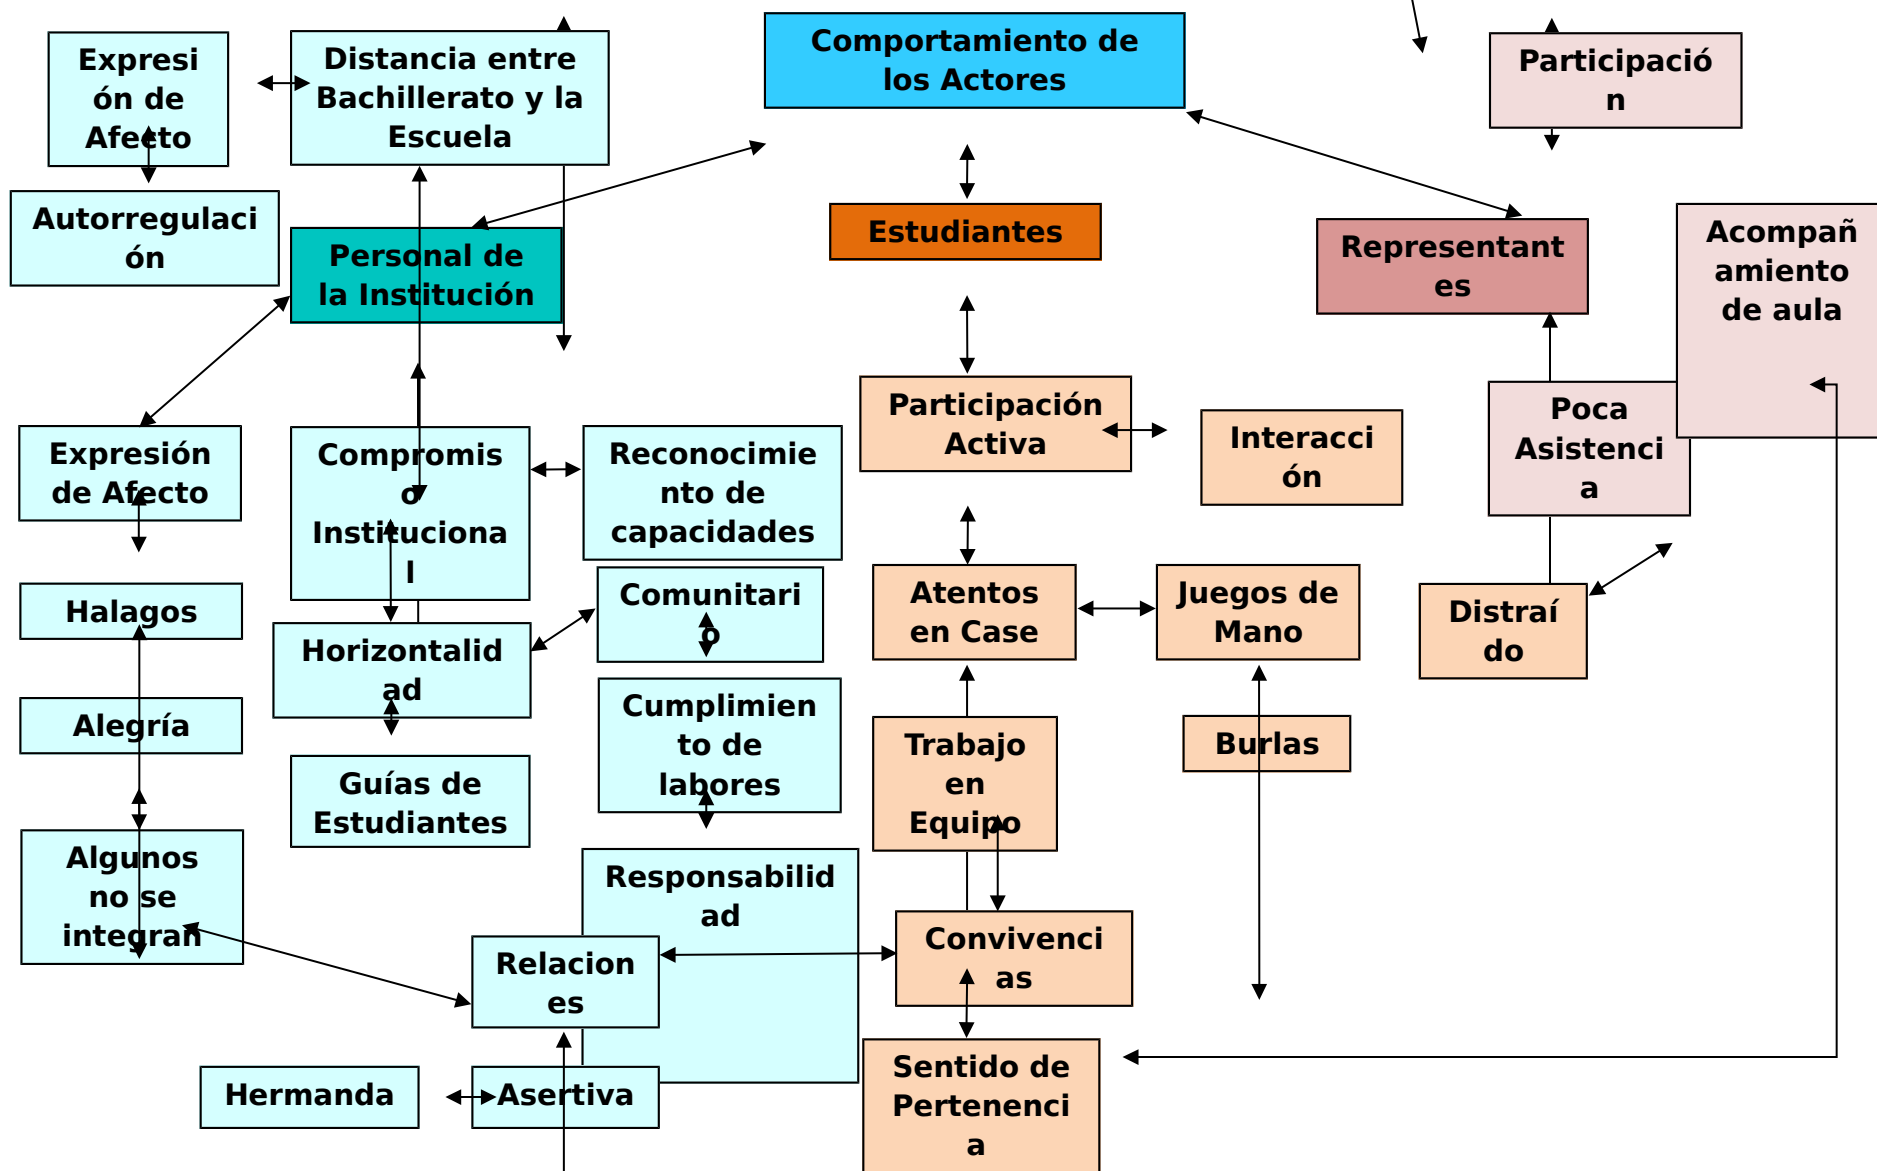 Comportamiento de
los Actores
Expresi
ón de
Afecto
Distancia entre
Bachillerato y la
Escuela
Participació
n
Autorregulaci
ón
Personal de
la Institución
Estudiantes
Representant
es
Acompañ
amiento
de aula
Expresión
de Afecto
Compromis
o
Instituciona
l
Reconocimie
nto de
capacidades
Participación
Activa
Interacci
ón
Poca
Asistenci
a
Halagos
Horizontalid
ad
Comunitari
o
Atentos
en Case
Juegos de
Mano
Distraí
do
Alegría
Guías de
Estudiantes
Cumplimien
to de
labores
Trabajo
en
Equipo
Burlas
Algunos
no se
integran
Responsabilid
ad
Relacion
es
Convivenci
as
Hermanda
Asertiva
Sentido de
Pertenenci
a